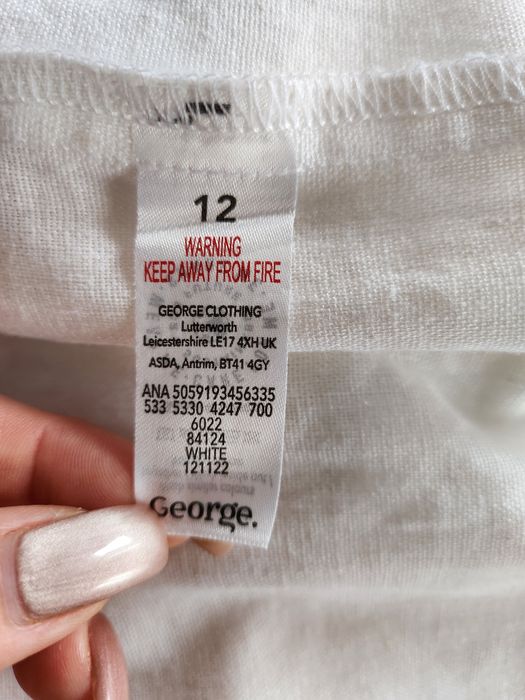 12
WARNING
KEEP AWAY FROM FIRE
GEORGE CLOTHING
Lutterworth
Leicestershire LE17 4XH UK
ASDA, Antrim, BT41 4GY
ANA 5059193456335
533 5330 4247 700
6022
84124
WHITE
121122
George.